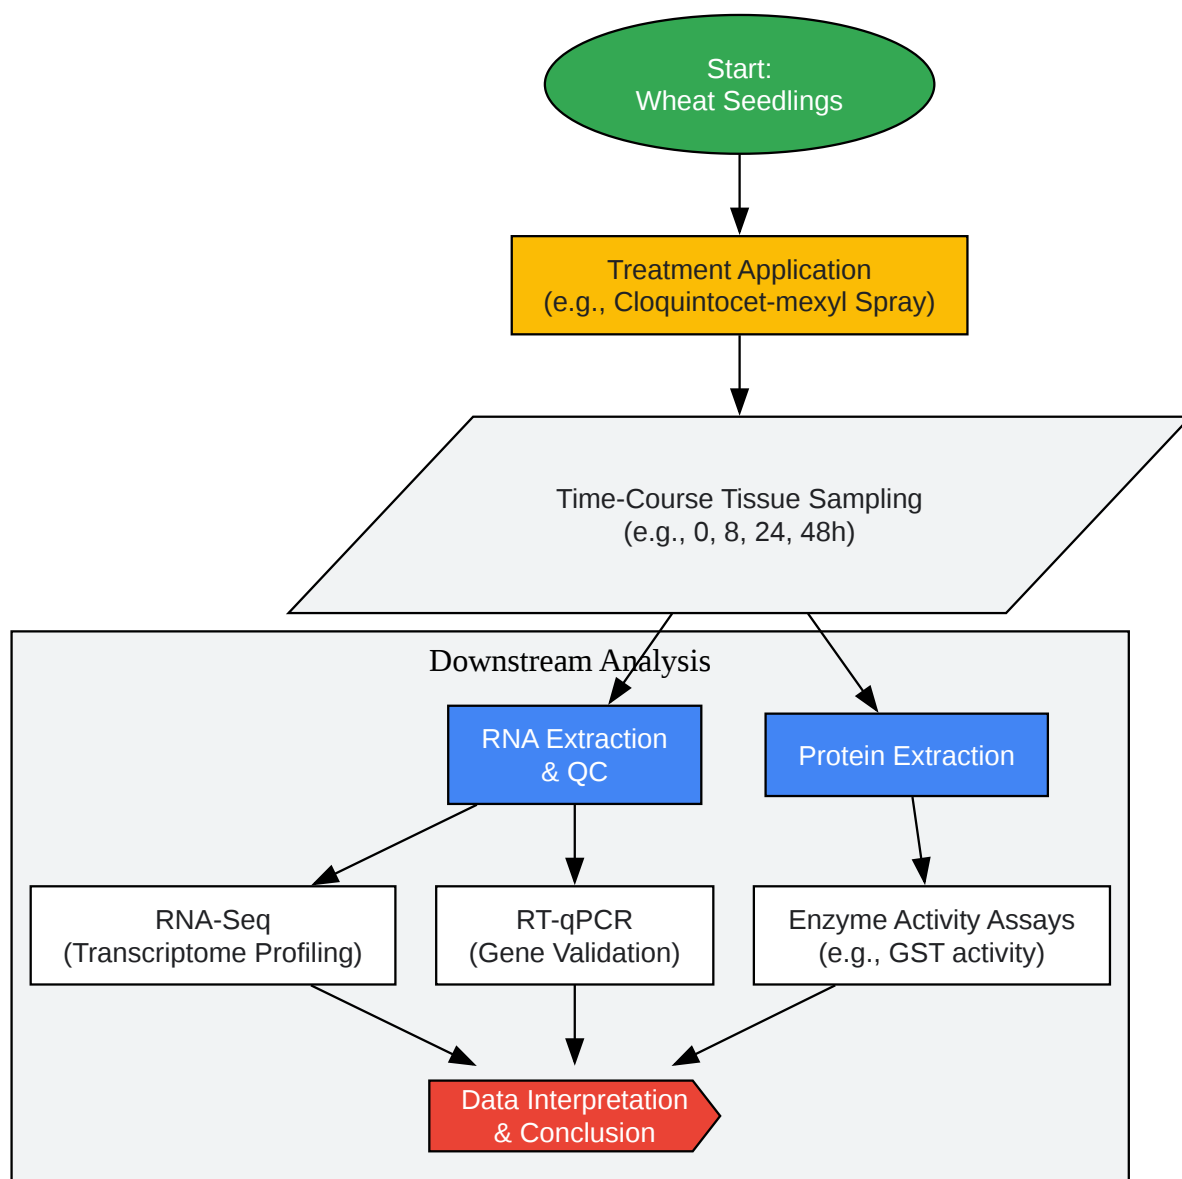 Start:
Wheat Seedlings
Treatment Application
(e.g., Cloquintocet-mexyl Spray)
Time-Course Tissue Sampling
(e.g., 0, 8, 24, 48h)
Downstream Analysis
RNA Extraction
& QC
Protein Extraction
RNA-Seq
(Transcriptome Profiling)
RT-qPCR
(Gene Validation)
Enzyme Activity Assays
(e.g., GST activity)
Data Interpretation
& Conclusion